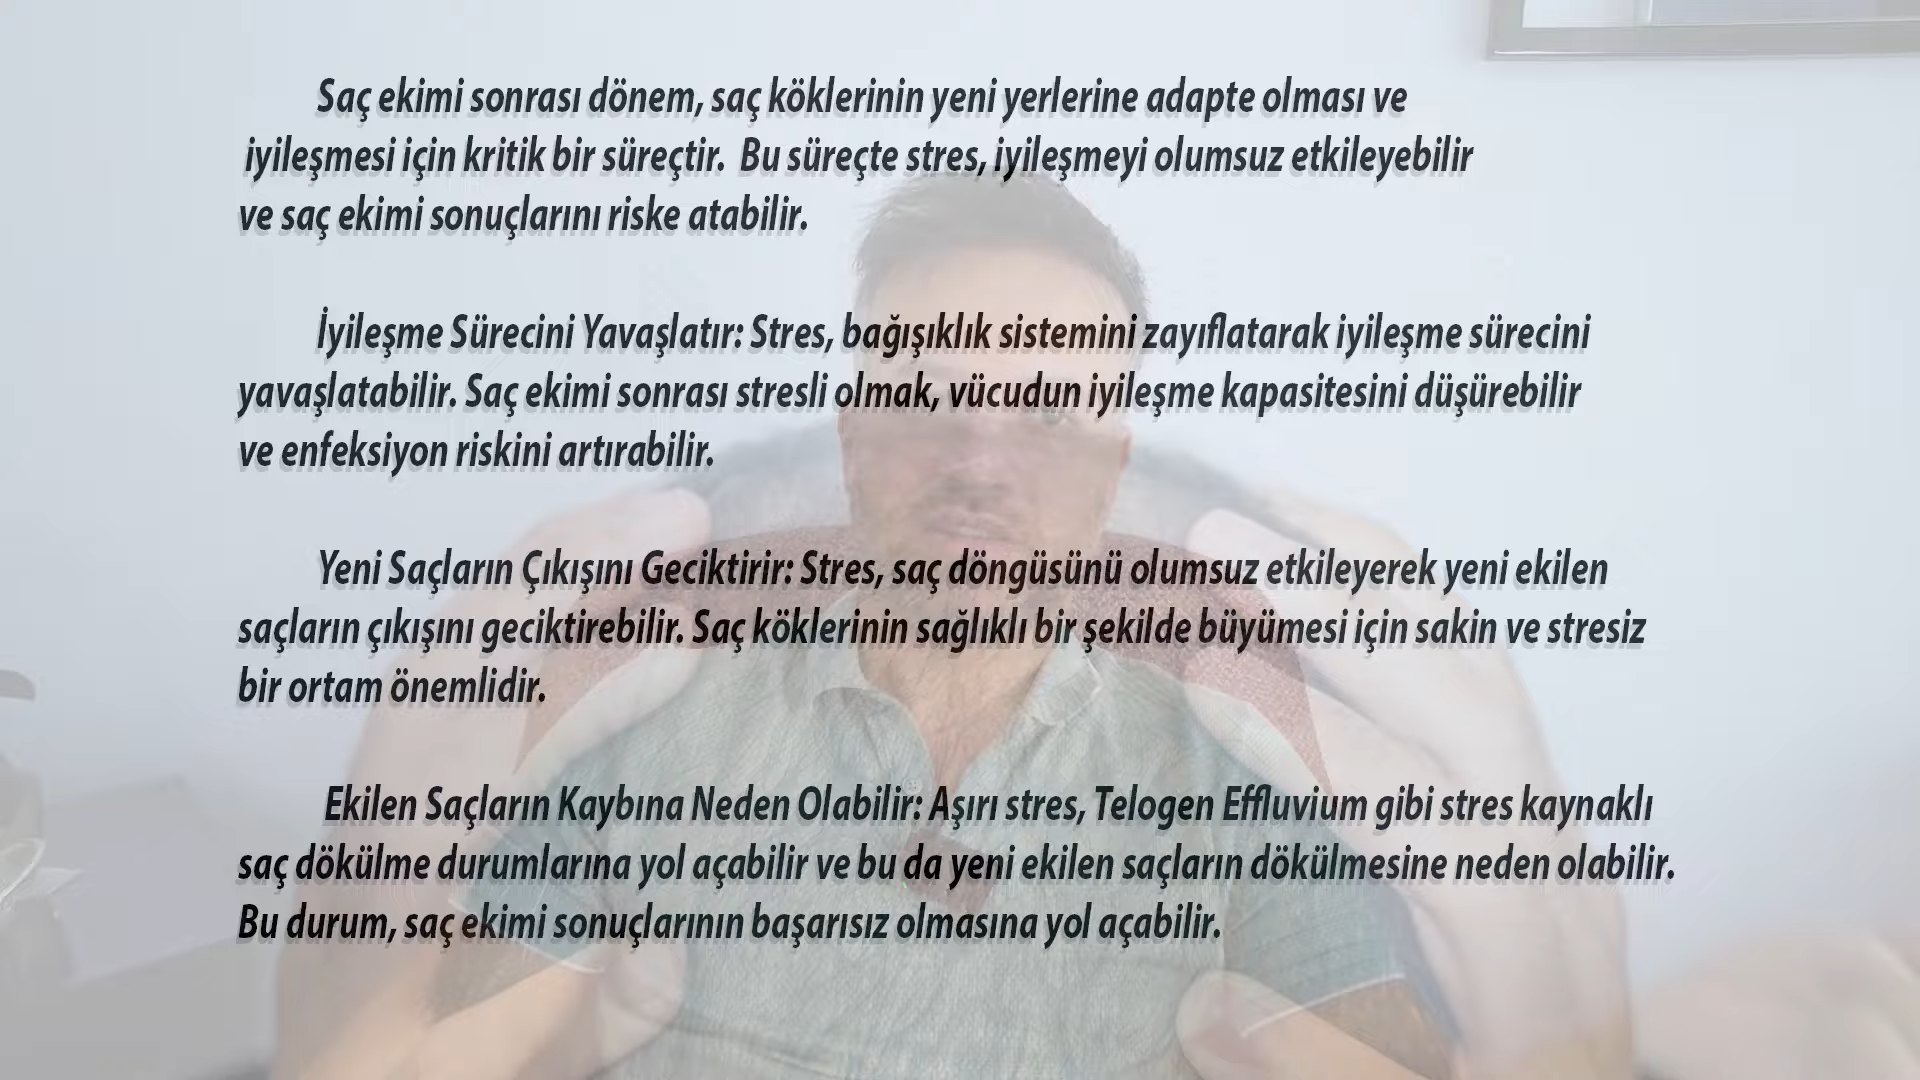 Saç ekimi sonrası dönem, saç köklerinin yeni yerlerine adapte olması ve
iyileşmesi için kritik bir süreçtir. Bu süreçte stres, iyileşmeyi olumsuz etkileyebilir
ve saç ekimi sonuçlarını riske atabilir.
İyileşme Sürecini Yavaşlatır: Stres, bağışıklık sistemini zayıflatarak iyileşme sürecini
yavaşlatabilir. Saç ekimi sonrası stresli olmak, vücudun iyileşme kapasitesini düşürebilir
ve enfeksiyon riskini artırabilir.
Yeni Saçların Çıkışını Geciktirir: Stres, saç döngüsünü olumsuz etkileyerek yeni ekilen
saçların çıkışını geciktirebilir. Saç köklerinin sağlıklı bir şekilde büyümesi için sakin ve stresiz
bir ortam önemlidir.
Ekilen Saçların Kaybına Neden Olabilir: Aşırı stres, Telogen Effluvium gibi stres kaynaklı
saç dökülme durumlarına yol açabilir ve bu da yeni ekilen saçların dökülmesine neden olabilir.
Bu durum, saç ekimi sonuçlarının başarısız olmasına yol açabilir.